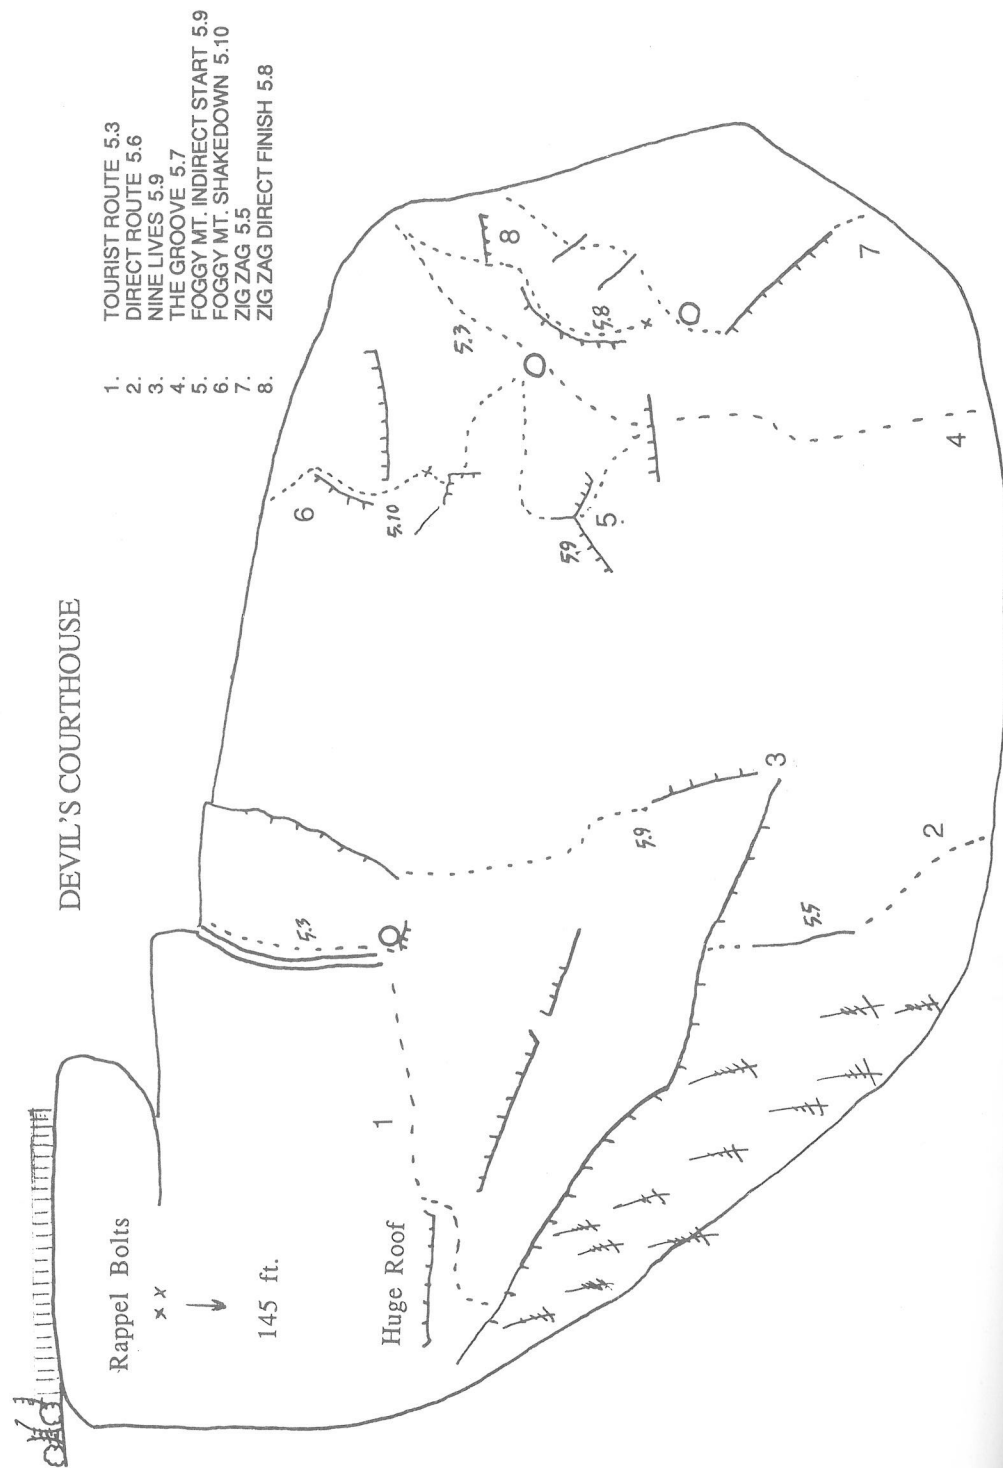 DEVIL'S COURTHOUSE
1. TOURIST ROUTE 5.3
2. DIRECT ROUTE 5.6
3. NINE LIVES 5.9
4. THE GROOVE 5.7
5. FOGGY MT. INDIRECT START 5.9
6. FOGGY MT. SHAKEDOWN 5.10
7. ZIG ZAG 5.5
8. ZIG ZAG DIRECT FINISH 5.8
Rappel Bolts
x x
145 ft.
Huge Roof
1
5.3
5.9
3
5.5
2
6
5.10
5.9
5
5.3
8
5.8
4
7